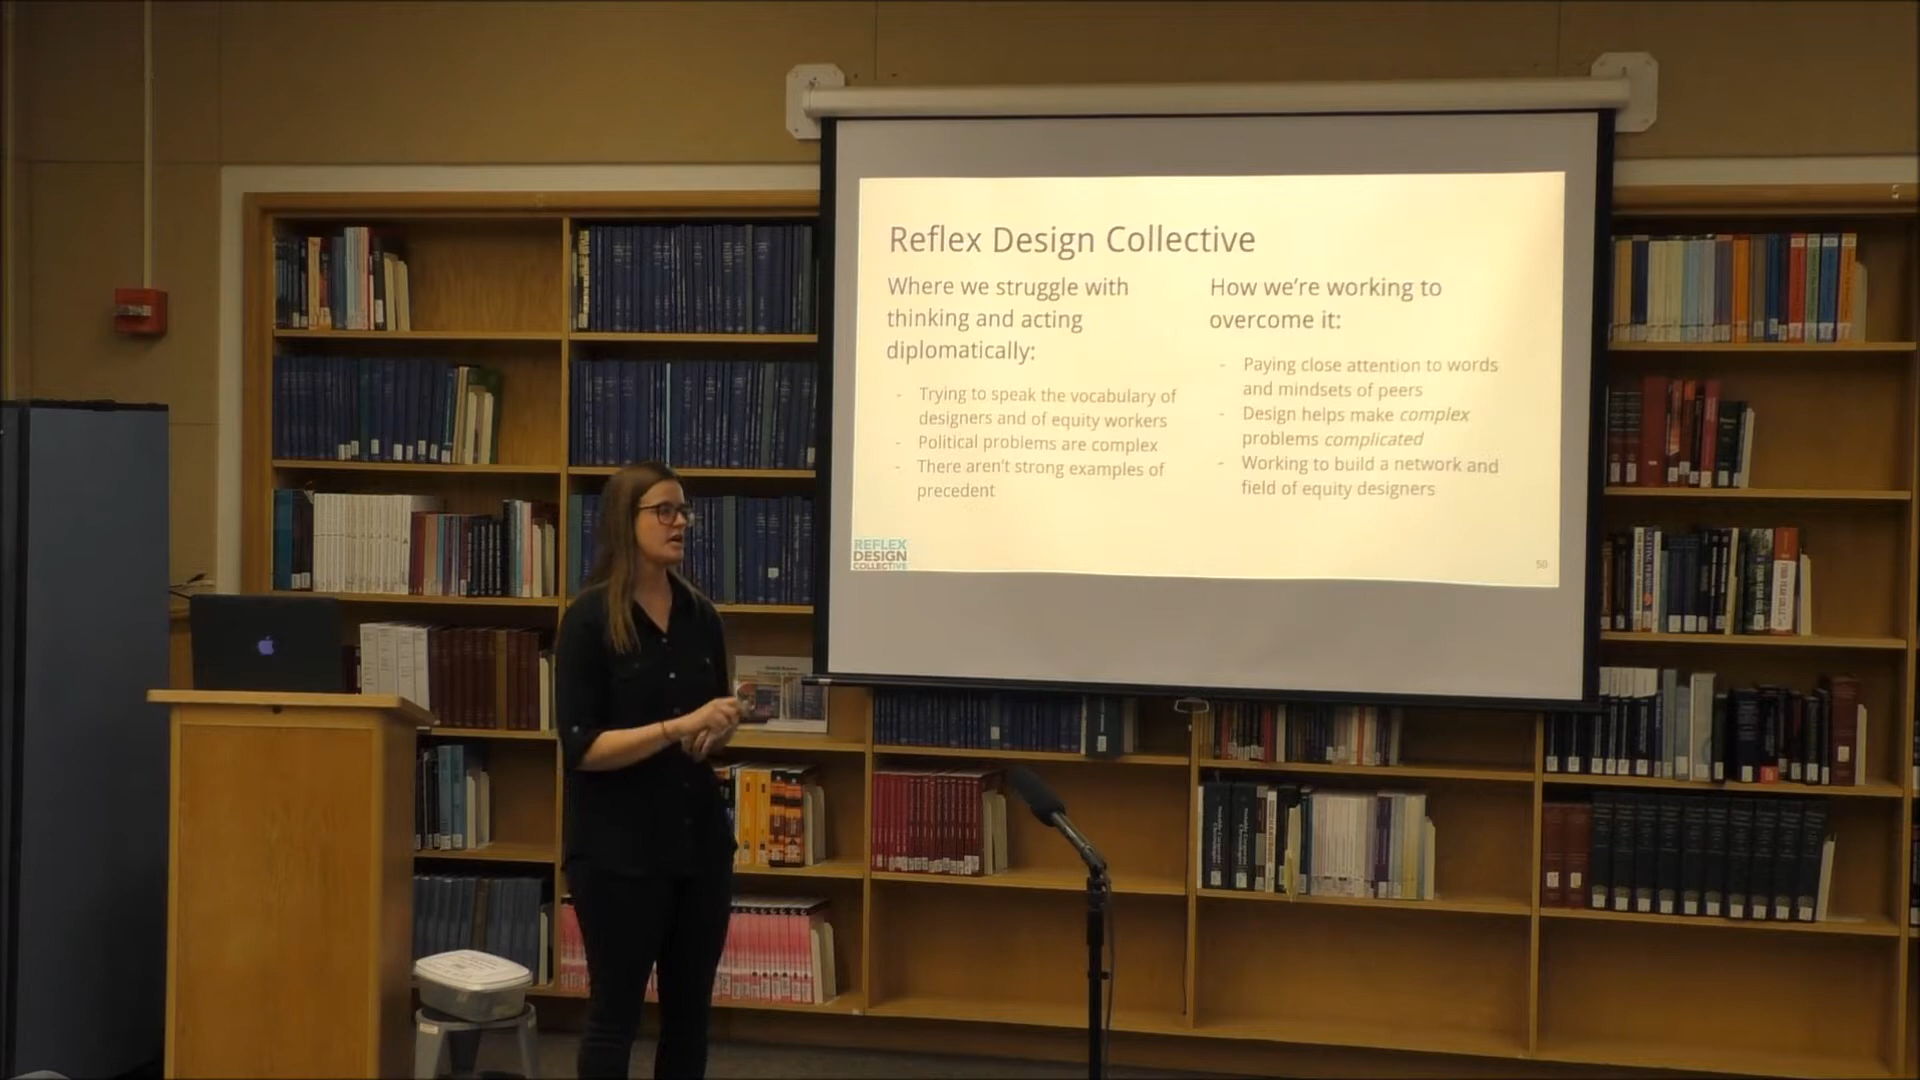 Reflex Design Collective
Where we struggle with
thinking and acting
diplomatically:
- Trying to speak the vocabulary of
designers and of equity workers
- Political problems are complex
- There aren't strong examples of
precedent
How we're working to
overcome it:
- Paying close attention to words
and mindsets of peers
- Design helps make complex
problems complicated
- Working to build a network and
field of equity designers
REFLEX
DESIGN
COLLECTIVE
50